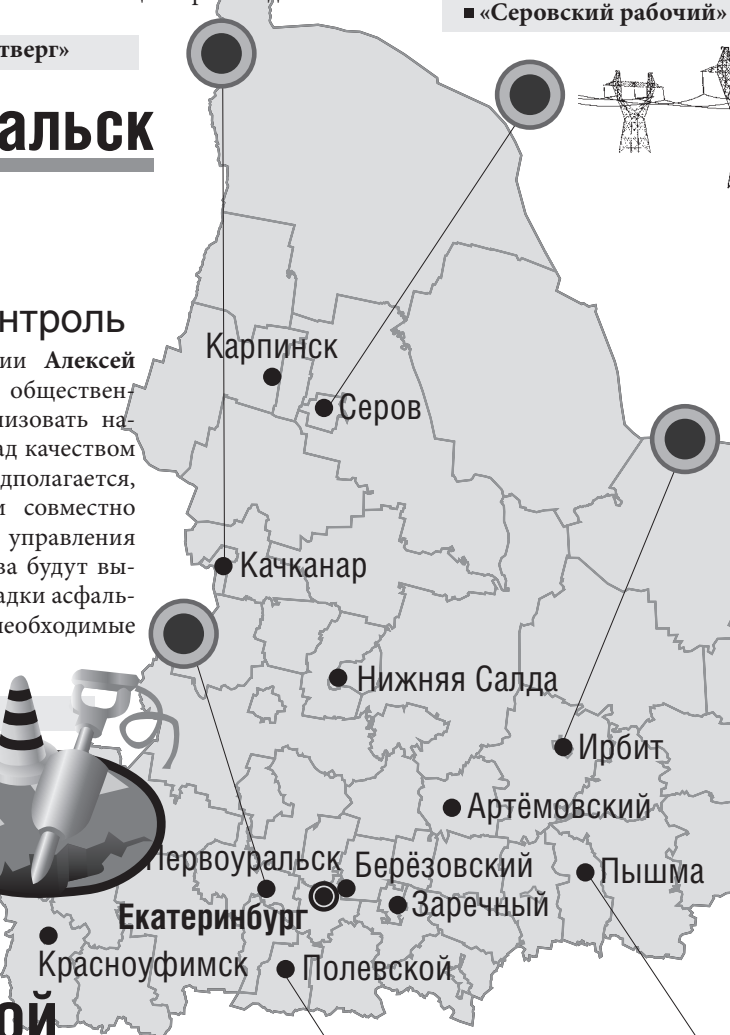 ■ «Серовский рабочий»
тверг»
альск
нтроль
ии Алексей
обществен-
изовать на-
ад качеством
дполагается,
и совместно
управления
ва будут вы-
адки асфаль-
необходимые
Карпинск
Серов
Качканар
Нижняя Салда
Ирбит
Артёмовский
Первоуральск
Берёзовский
Пышма
Заречный
Екатеринбург
Красноуфимск
Полевской
ой